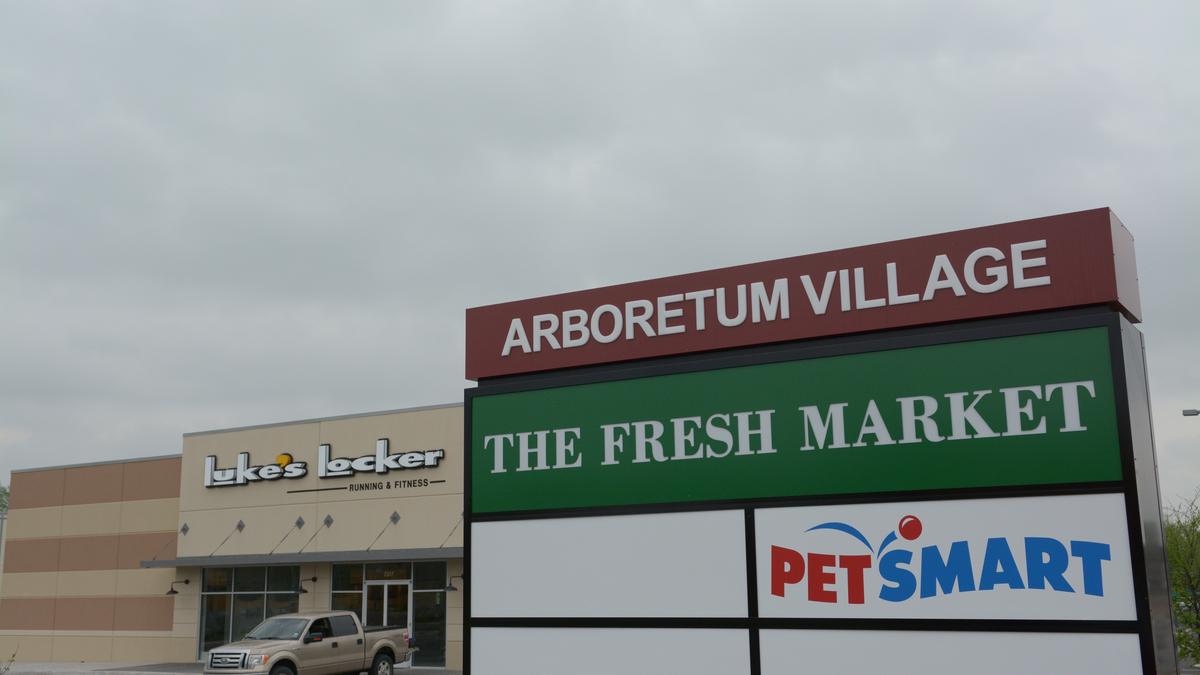 ARBORETUM VILLAGE
THE FRESH MARKET
PETSMART
Luke's Locker
RUNNING & FITNESS